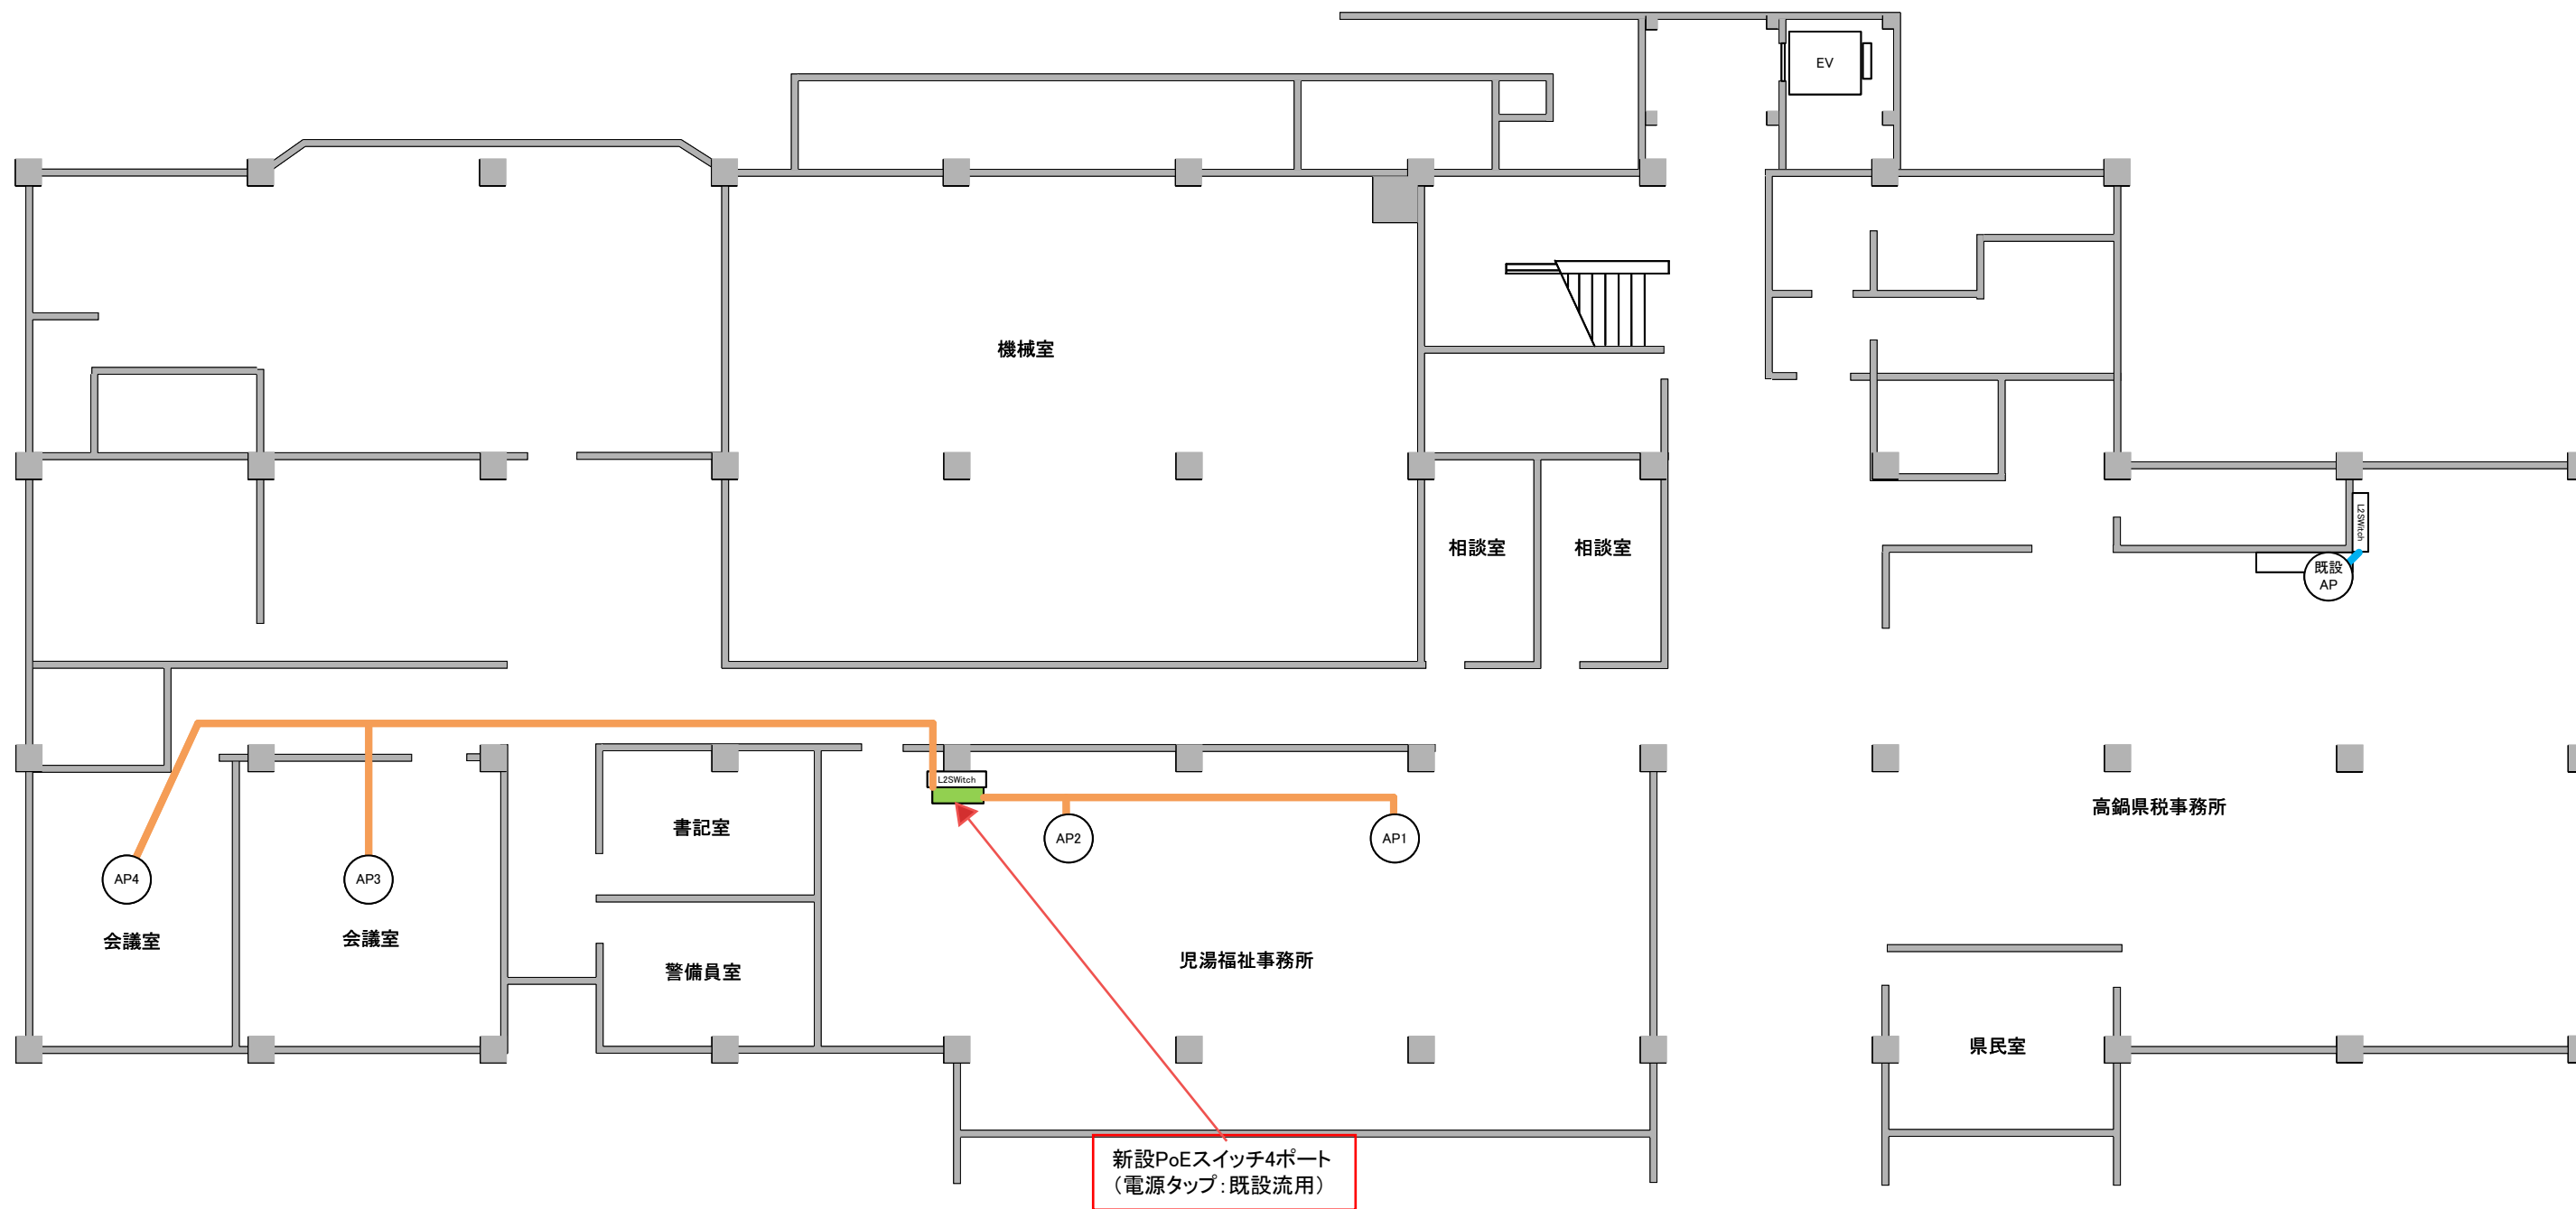 EV
機械室
L2SWitch
相談室
相談室
既設
AP
L2SWitch
高鍋県税事務所
書記室
AP2
AP1
AP4
AP3
会議室
会議室
児湯福祉事務所
警備員室
県民室
新設PoEスイッチ4ポート
（電源タップ：既設流用）